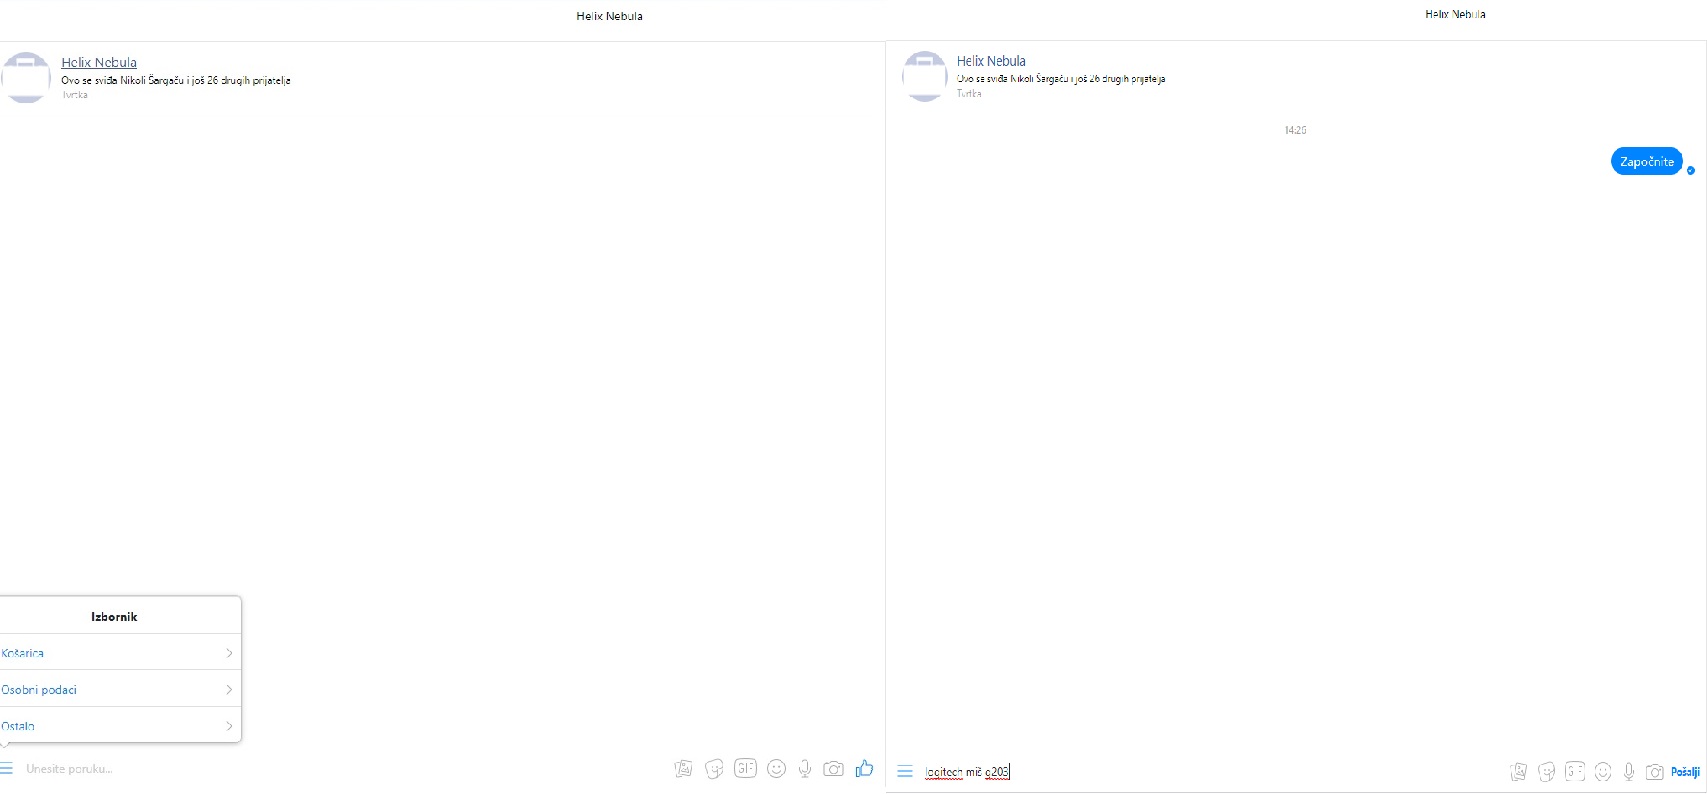 Helix Nebula
Helix Nebula
Ovo se sviđa Nikoli Šargaču i još 26 drugih prijatelja
Tvrtka
Izbornik
Košarica
Osobni podaci
Ostalo
Unesite poruku...
GIF
Helix Nebula
Helix Nebula
Ovo se sviđa Nikoli Šargaču i još 26 drugih prijatelja
Tvrtka
14:26
Započnite
logitech miš g203
GIF
Pošalji